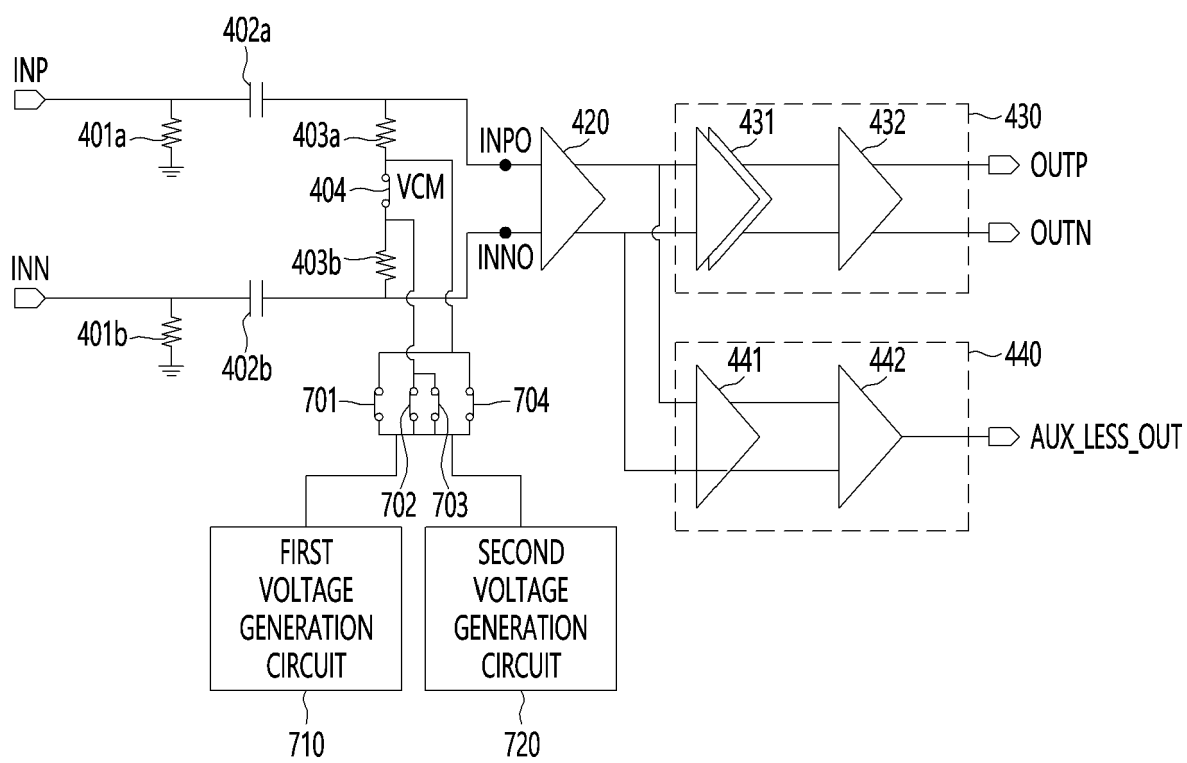 402a
INP
401a
403a
404
VCM
403b
INN
401b
402b
INPO
INNO
420
431
432
430
OUTP
OUTN
441
442
440
AUX_LESS_OUT
701
702
703
704
FIRST
VOLTAGE
GENERATION
CIRCUIT
SECOND
VOLTAGE
GENERATION
CIRCUIT
710
720